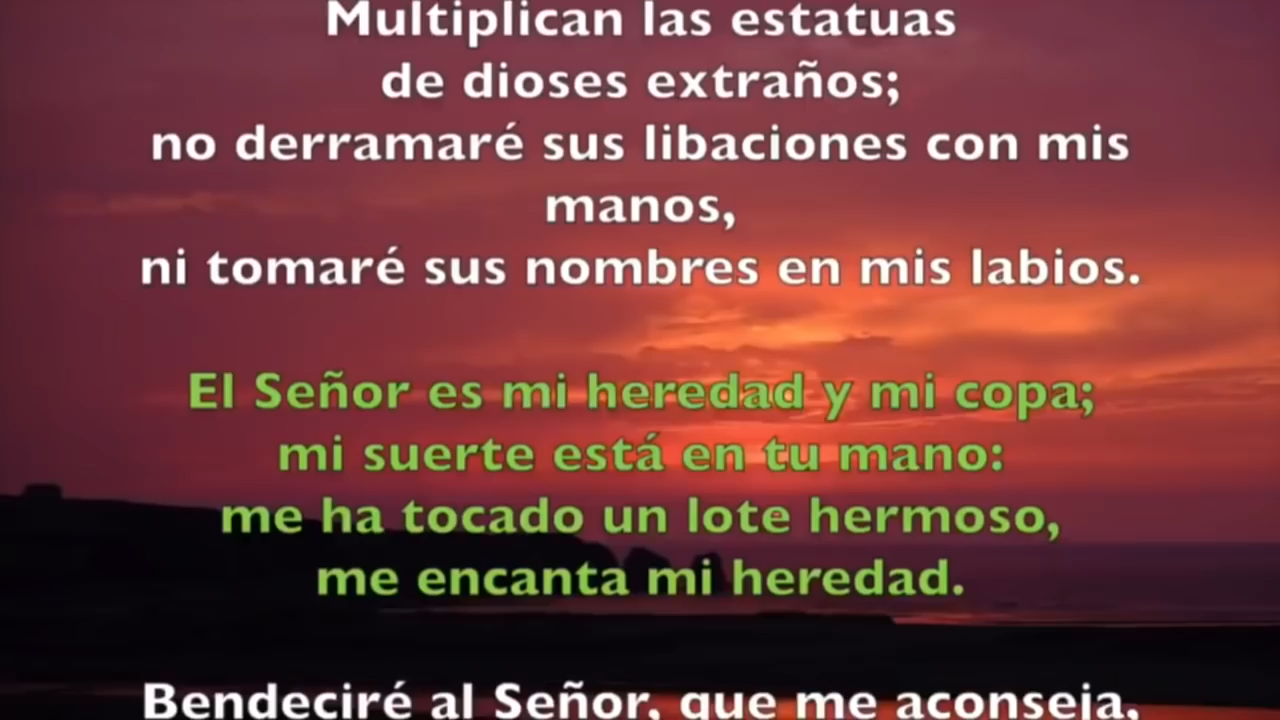 Multiplican las estatuas
de dioses extraños;
no derramaré sus libaciones con mis
manos,
ni tomaré sus nombres en mis labios.
El Señor es mi heredad y mi copa;
mi suerte está en tu mano:
me ha tocado un lote hermoso,
me encanta mi heredad.
Bendeciré al Señor, que me aconseja,